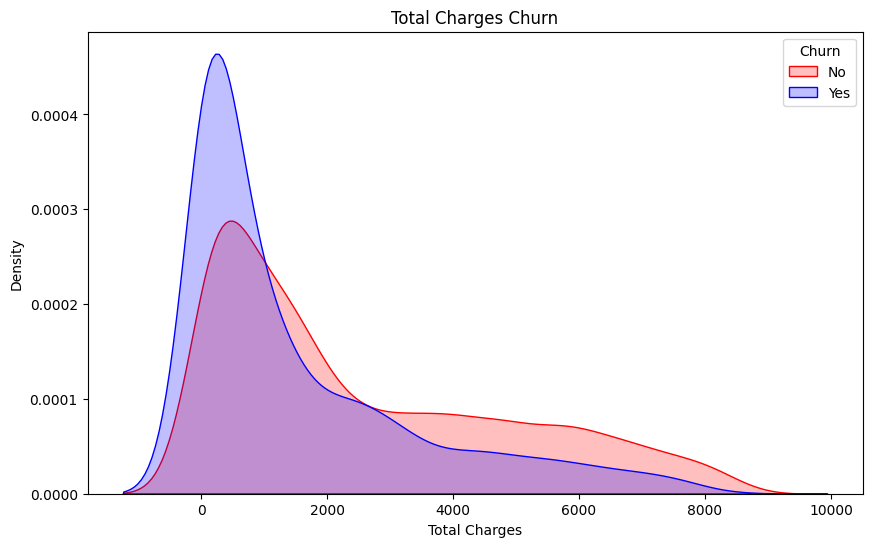 Total Charges Churn
Churn
No
Yes
Density
0.0004
0.0003
0.0002
0.0001
0.0000
0 2000 4000 6000 8000 10000
Total Charges